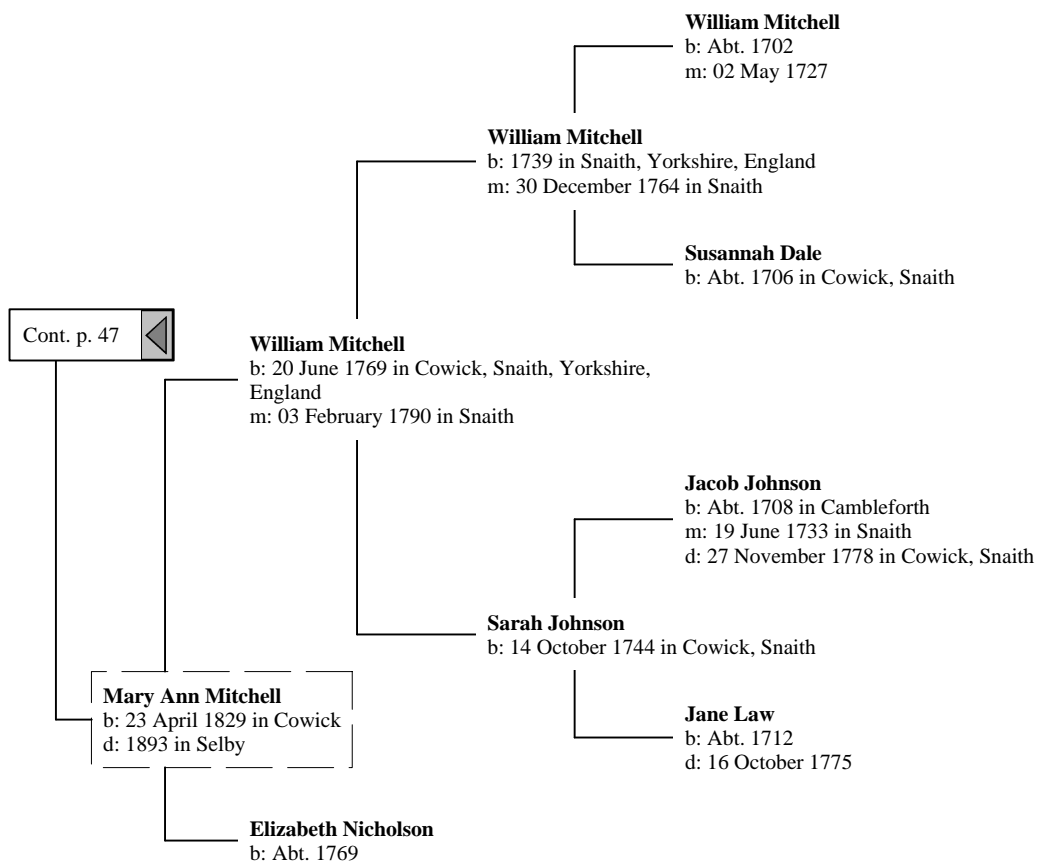 William Mitchell
b: Abt. 1702
m: 02 May 1727
William Mitchell
b: 1739 in Snaith, Yorkshire, England
m: 30 December 1764 in Snaith
Susannah Dale
b: Abt. 1706 in Cowick, Snaith
Cont. p. 47
William Mitchell
b: 20 June 1769 in Cowick, Snaith, Yorkshire,
England
m: 03 February 1790 in Snaith
Jacob Johnson
b: Abt. 1708 in Cambleforth
m: 19 June 1733 in Snaith
d: 27 November 1778 in Cowick, Snaith
Sarah Johnson
b: 14 October 1744 in Cowick, Snaith
Mary Ann Mitchell
b: 23 April 1829 in Cowick
d: 1893 in Selby
Jane Law
b: Abt. 1712
d: 16 October 1775
Elizabeth Nicholson
b: Abt. 1769